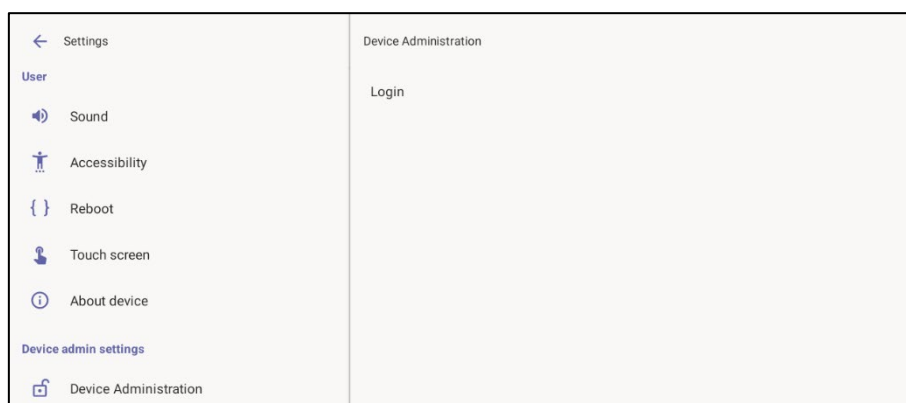 Settings
User
Sound
Accessibility
Reboot
Touch screen
About device
Device admin settings
Device Administration
Device Administration
Login